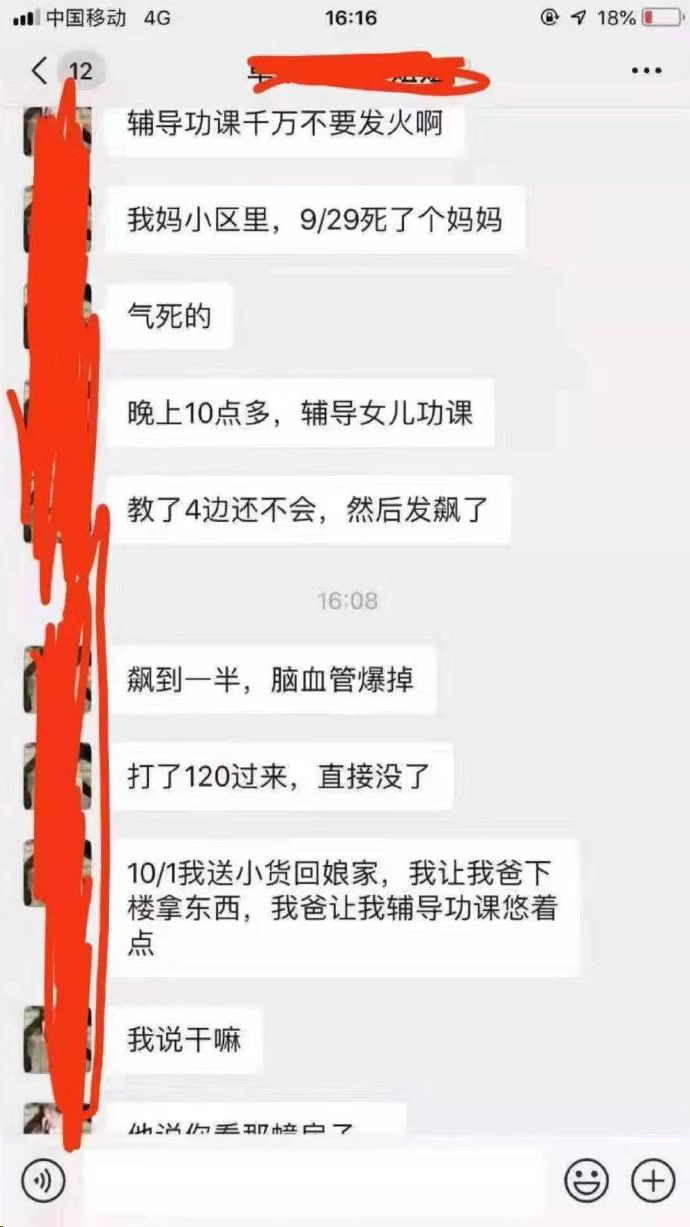 中国移动 4G 16:16 18%
12
辅导功课千万不要发火啊
我妈小区里，9/29死了个妈妈
气死的
晚上10点多，辅导女儿功课
教了4边还不会，然后发飙了
16:08
飙到一半，脑血管爆掉
打了120过来，直接没了
10/1我送小货回娘家，我让我爸下
楼拿东西，我爸让我辅导功课悠着
点
我说干嘛
他说你看那幢